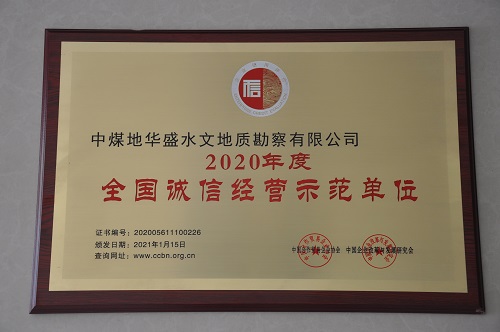 信
中煤地华盛水文地质勘察有限公司
2020年度
全国诚信经营示范单位
证书编号：202005611100226
颁发日期：2021年1月15日
查询网址：www.ccbn.org.cn